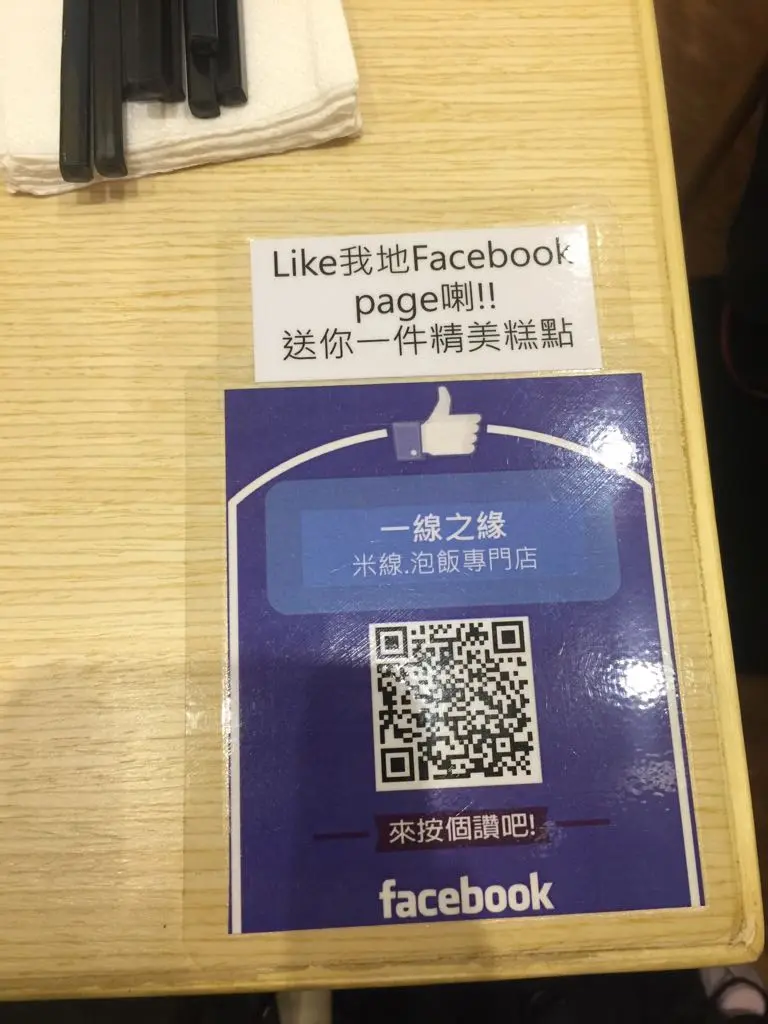 Like我地Facebook
page喇!!
送你一件精美糕點
一線之緣
米線.泡飯專門店
來按個讚吧!
facebook